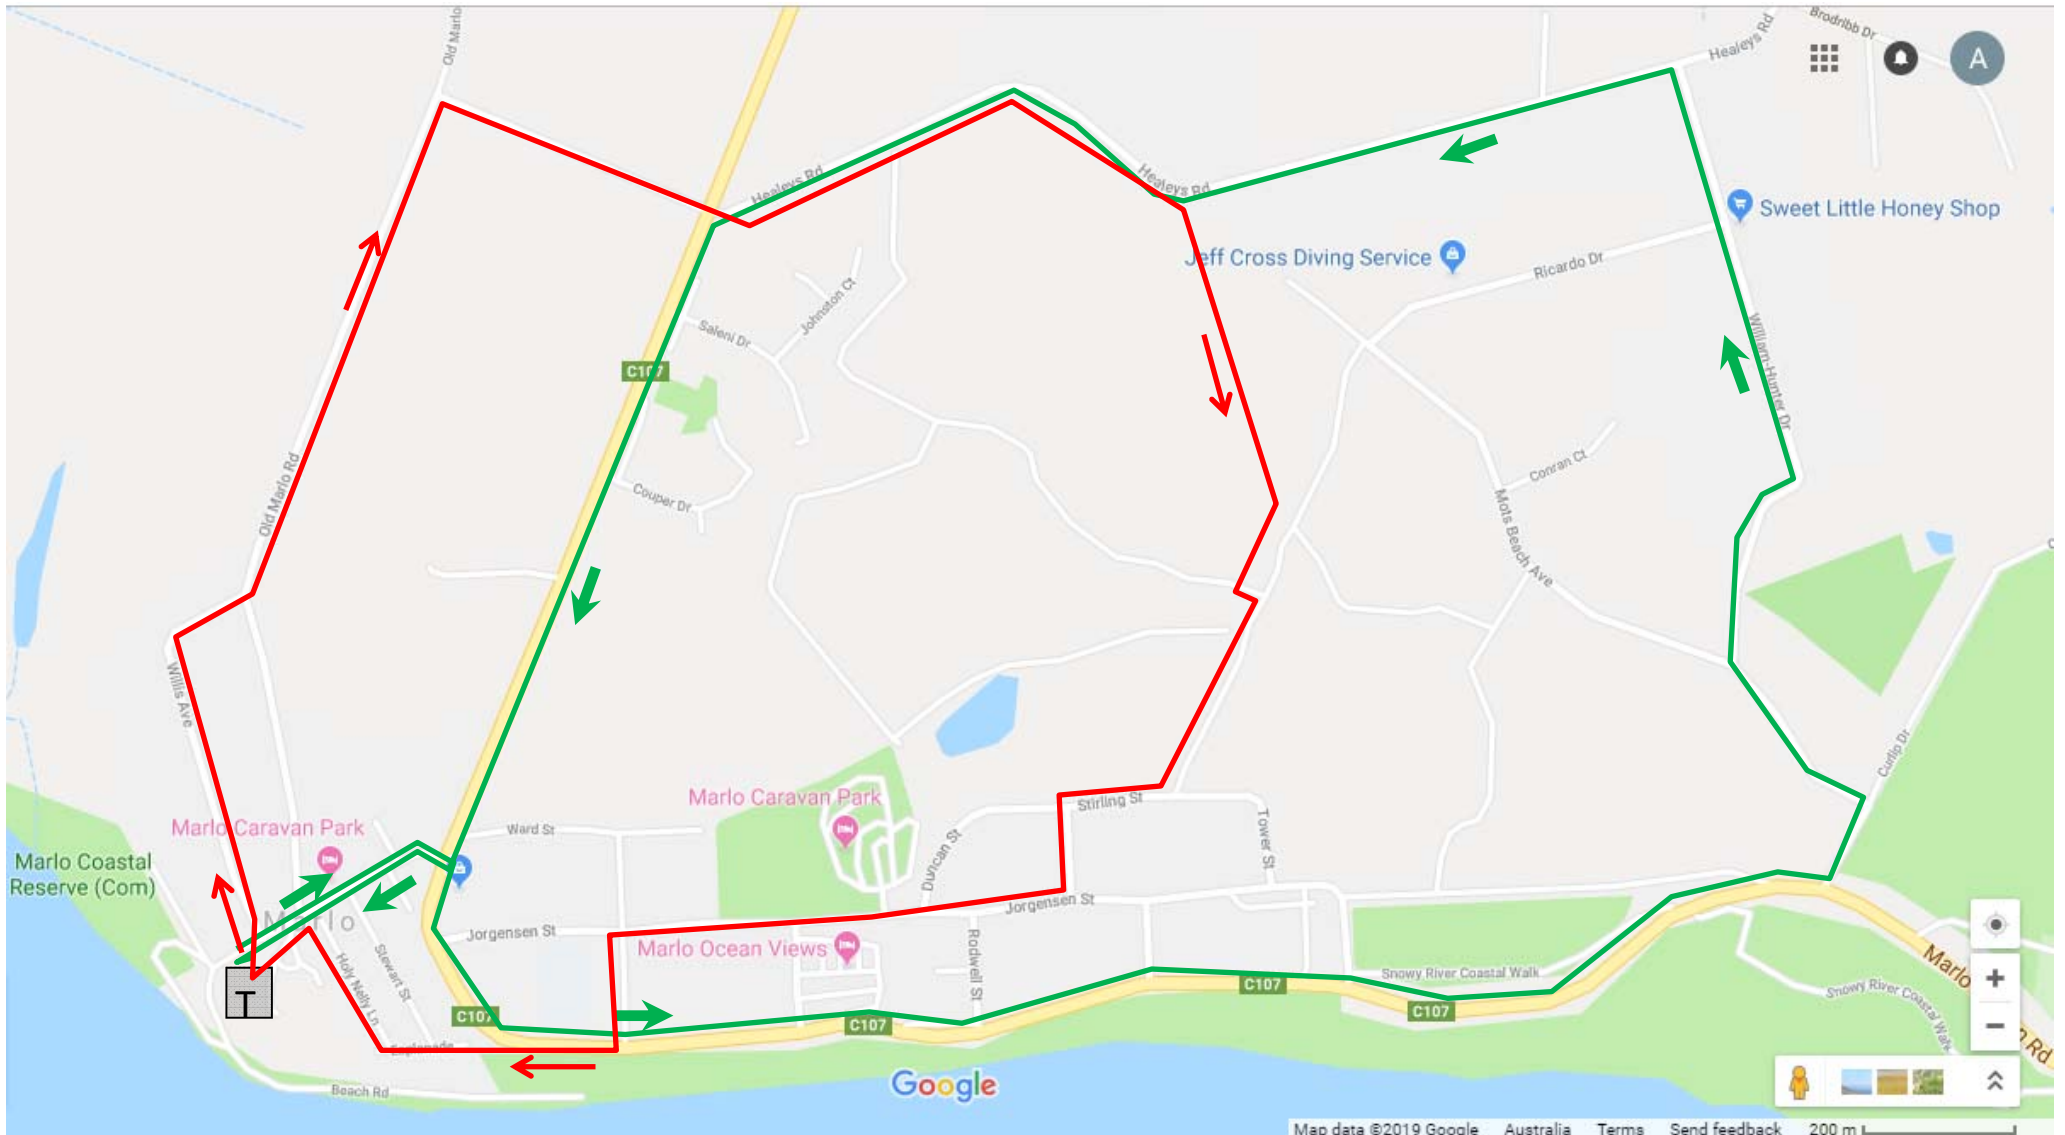 Old Marlo
Healeys Rd
Brodribb Dr
A
Healeys Rd
Healeys Rd
Sweet Little Honey Shop
Jeff Cross Diving Service
Ricardo Dr
Johnston Ct
Saleni Dr
William-Hunter Dr
C107
Old Marlo Rd
Couper Dr
Conran Ct
Mots Beach Ave
Willis Ave
Curlip Dr
Marlo Caravan Park
Stirling St
Marlo Caravan Park
Ward St
Duncan St
Tower St
Marlo Coastal
Reserve (Com)
Marlo
Jorgensen St
Jorgensen St
Marlo Ocean Views
Rodwell St
Stewart St
Holy Nelly Ln
Snowy River Coastal Walk
Marlo
Snowy River Coastal Walk
T
C107
C107
C107
C107
Esplanade
n Rd
Google
Beach Rd
Map data ©2019 Google Australia Terms Send feedback 200 m